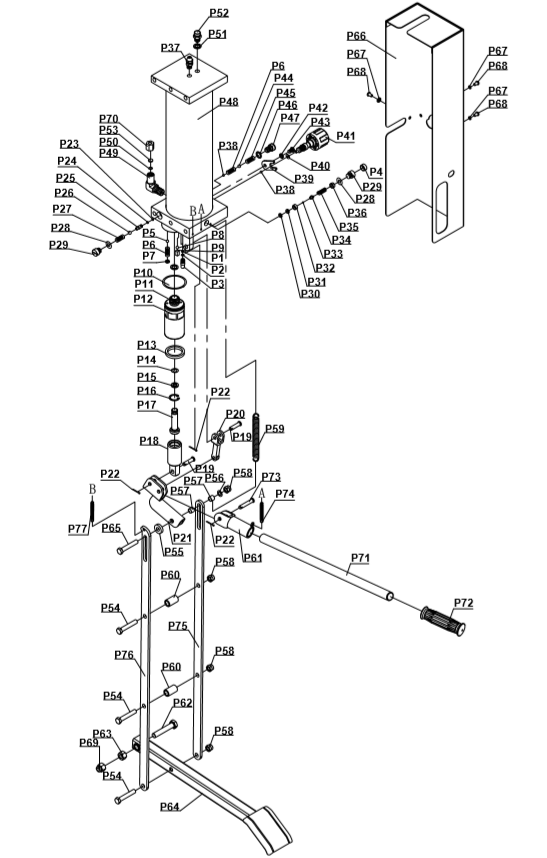 P52
P51
P37
P66
P67
P68
P67
P68
P67
P68
P6
P44
P45
P46
P47
P42
P43
P41
P48
P70
P53
P50
P49
P38
P40
P39
P38
P4
P29
P28
P36
P35
P34
P33
P32
P31
P30
P23
P24
P25
P26
P27
P28
P29
B
A
P5
P6
P7
P8
P9
P1
P2
P3
P10
P11
P12
P13
P14
P15
P16
P17
P18
P22
P20
P19
P59
P19
P22
P58
P56
P57
P57
P73
A
P74
B
P77
P65
P21
P55
P22
P61
P71
P72
P60
P58
P54
P75
P76
P60
P58
P54
P62
P63
P69
P58
P54
P64